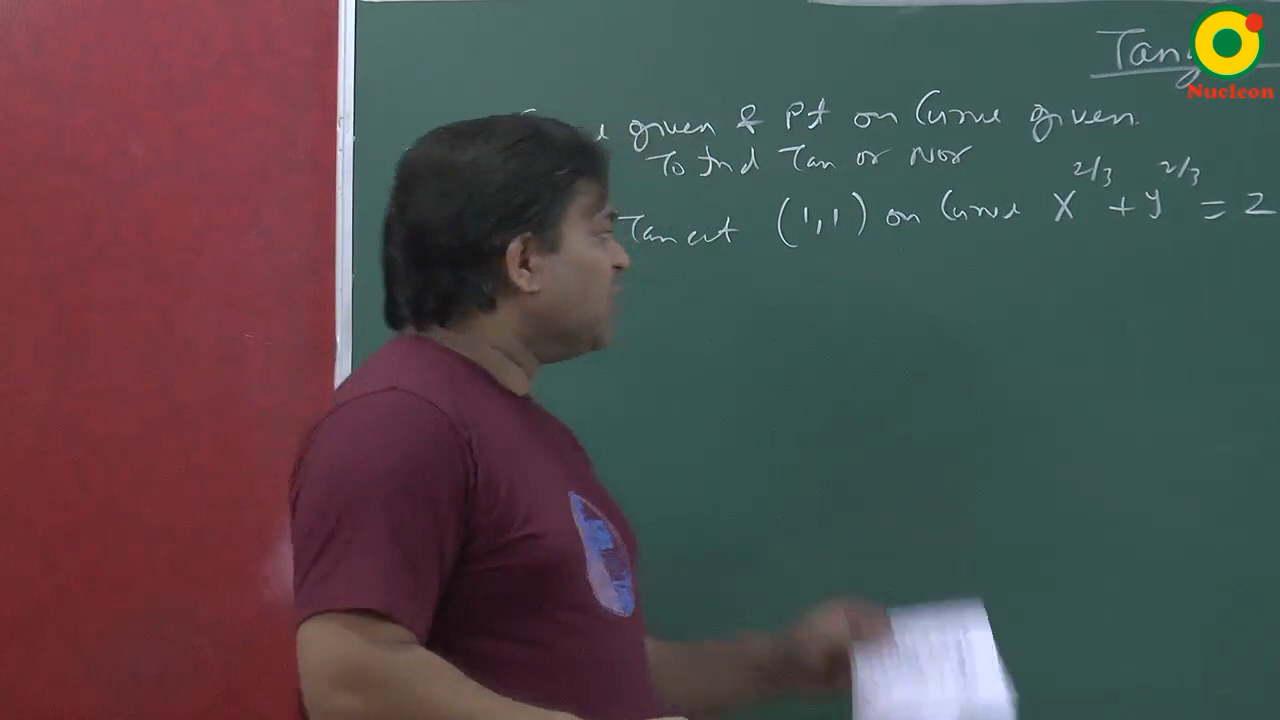 Tang
Nucleon
given & Pt on Curve given.
To find Tan or Nor
Tan at (1,1) on Curve x^{2/3} + y^{2/3} = 2